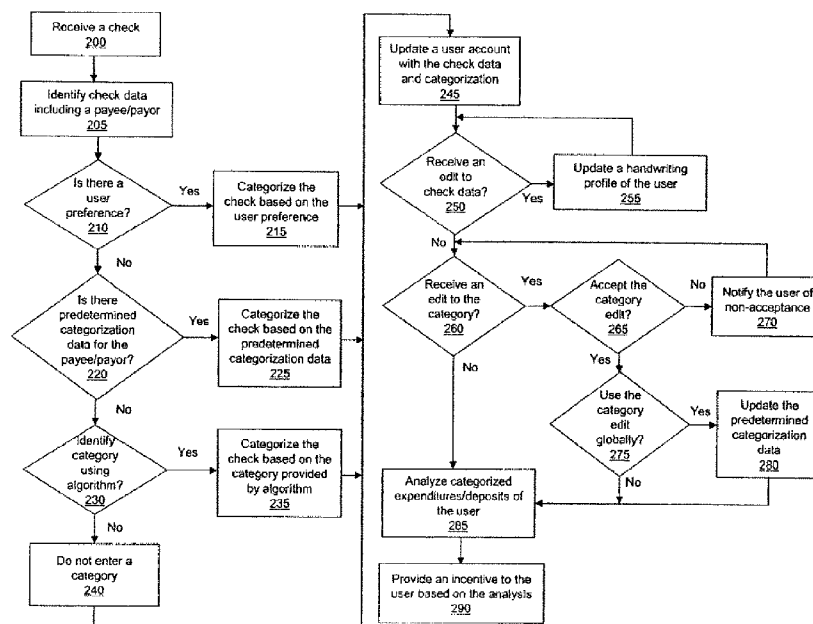 Receive a check
200
Identify check data
including a payee/payor
205
Is there a
user
preference?
210
Yes
No
Categorize the
check based on
the user preference
215
Is there
predetermined
categorization
data for the
payee/payor?
220
Yes
No
Categorize the
check based on the
predetermined
categorization data
225
Identify
category
using
algorithm?
230
Yes
No
Categorize the
check based on the
category provided
by algorithm
235
Do not enter a
category
240
Update a user account
with the check data
and categorization
245
Receive an
edit to
check data?
250
Yes
No
Update a handwriting
profile of the user
255
Receive an
edit to the
category?
260
Yes
No
Accept the
category
edit?
265
No
Yes
Notify the user of
non-acceptance
270
Use the
category
edit
globally?
275
Yes
No
Update the
predetermined
categorization
data
280
Analyze categorized
expenditures/deposits of
the user
285
Provide an incentive to the
user based on the analysis
290